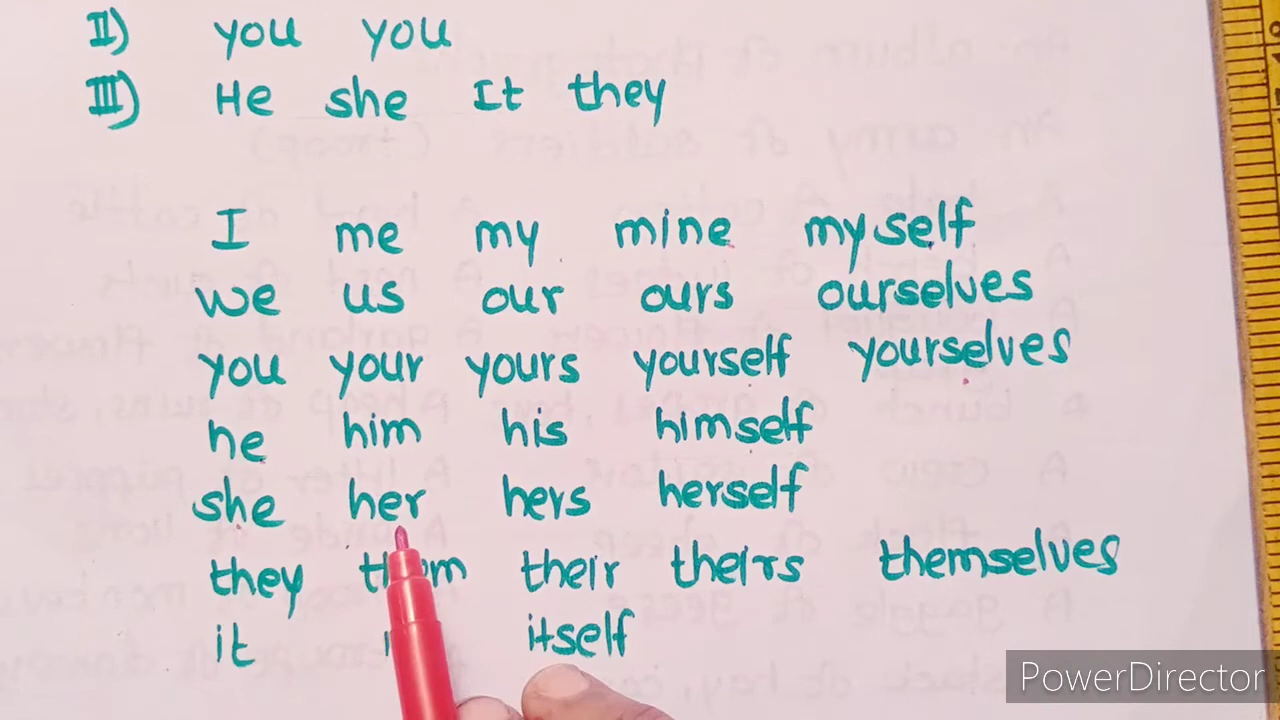 II) you you
III) He she It they
I me my mine myself
we us our ours ourselves
you your yours yourself yourselves
he him his himself
she her hers herself
they them their theirs themselves
it itself
PowerDirector